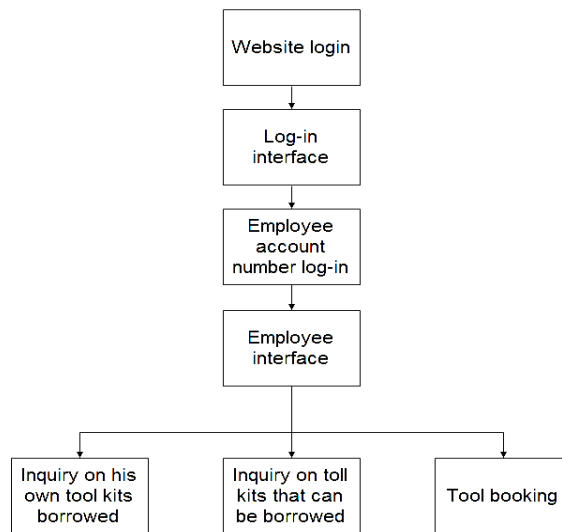 Website login
Log-in
interface
Employee
account
number log-in
Employee
interface
Inquiry on his
own tool kits
borrowed
Inquiry on toll
kits that can
be borrowed
Tool booking